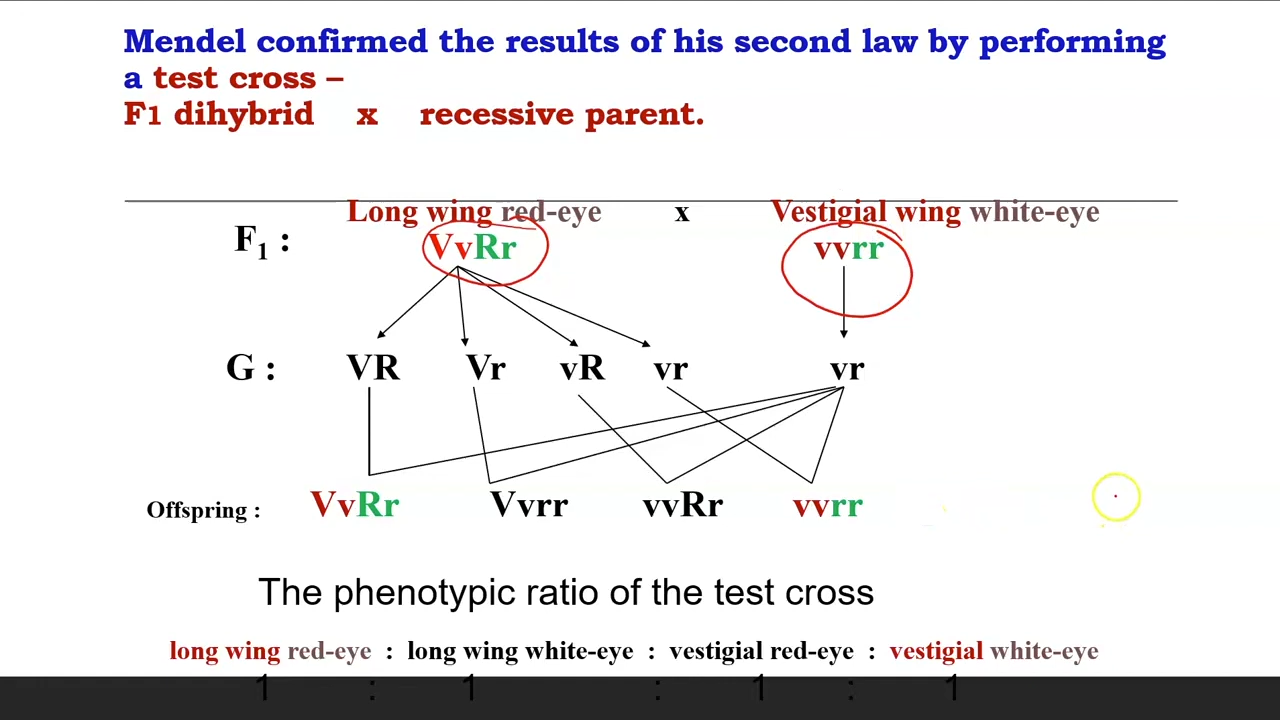 Mendel confirmed the results of his second law by performing
a test cross –
F1 dihybrid x recessive parent.
Long wing red-eye x Vestigial wing white-eye
F1 : VvRr vvrr
G : VR Vr vR vr vr
Offspring : VvRr Vvrr vvRr vvrr
The phenotypic ratio of the test cross
long wing red-eye : long wing white-eye : vestigial red-eye : vestigial white-eye
1 : 1 : 1 : 1